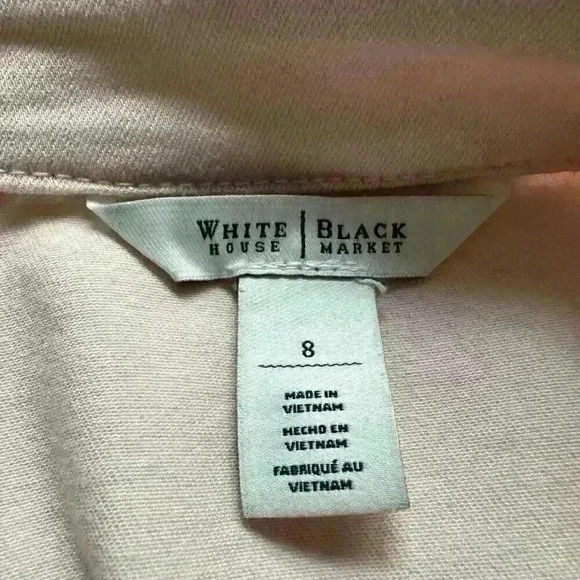 WHITE | BLACK
HOUSE | MARKET
8
MADE IN
VIETNAM
HECHO EN
VIETNAM
FABRIQUÉ AU
VIETNAM